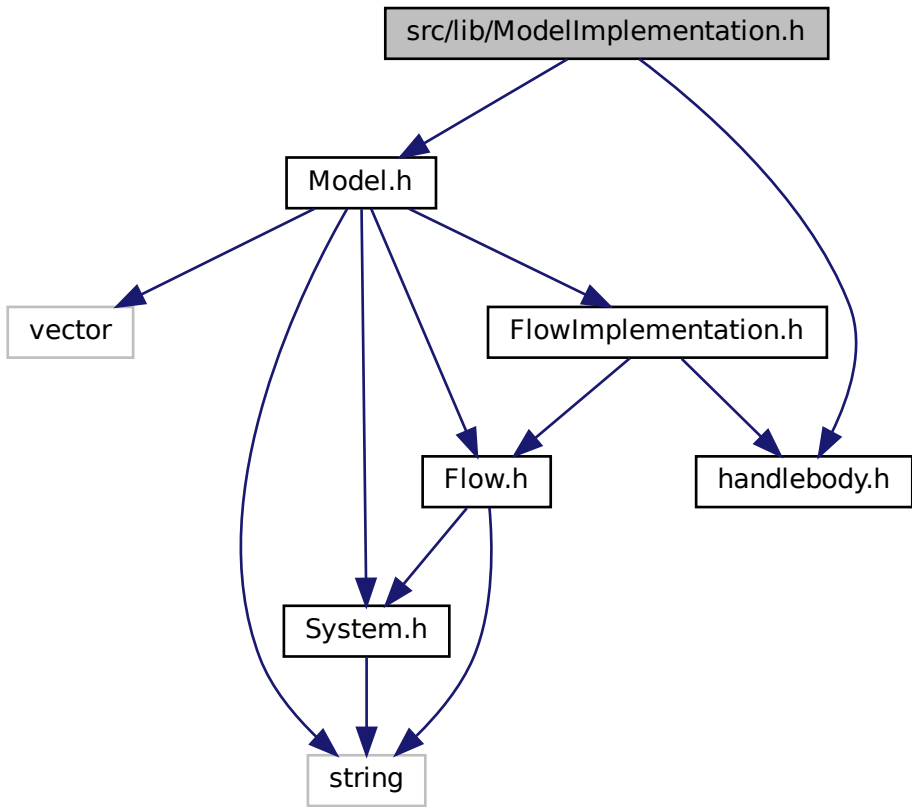 src/lib/ModelImplementation.h
Model.h
vector
FlowImplementation.h
Flow.h
handlebody.h
System.h
string